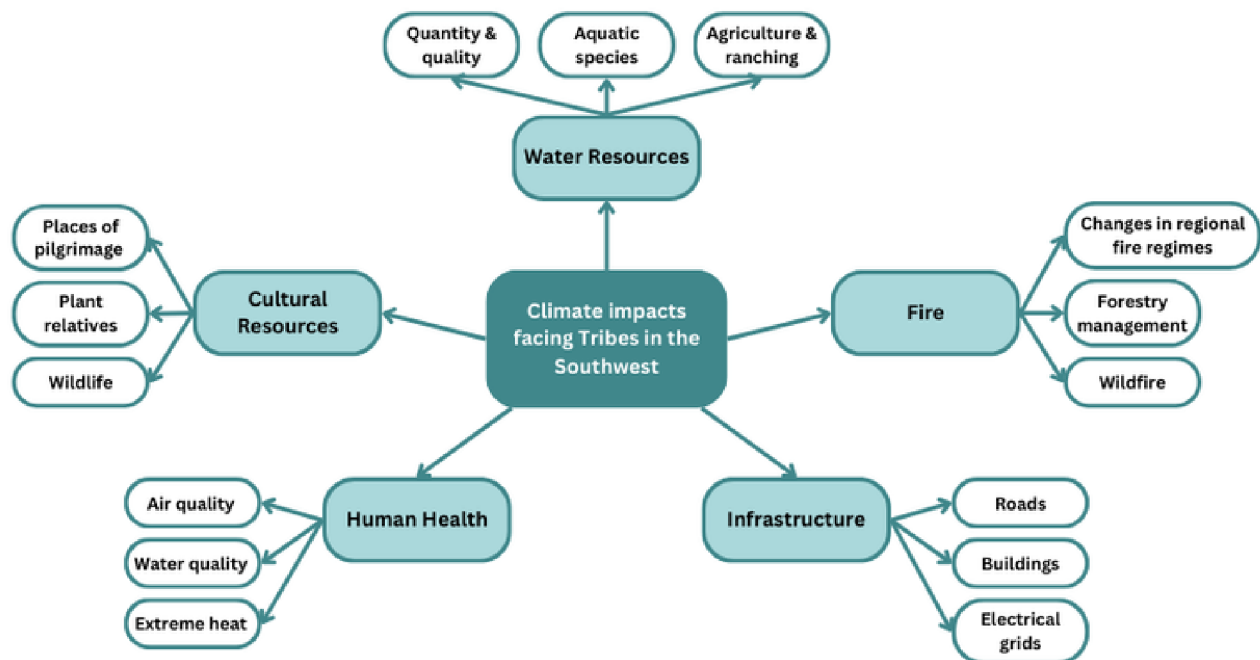 Quantity &
quality
Aquatic
species
Agriculture &
ranching
Water Resources
Places of
pilgrimage
Plant
relatives
Wildlife
Cultural
Resources
Climate impacts
facing Tribes in the
Southwest
Fire
Changes in regional
fire regimes
Forestry
management
Wildfire
Air quality
Water quality
Extreme heat
Human Health
Infrastructure
Roads
Buildings
Electrical
grids